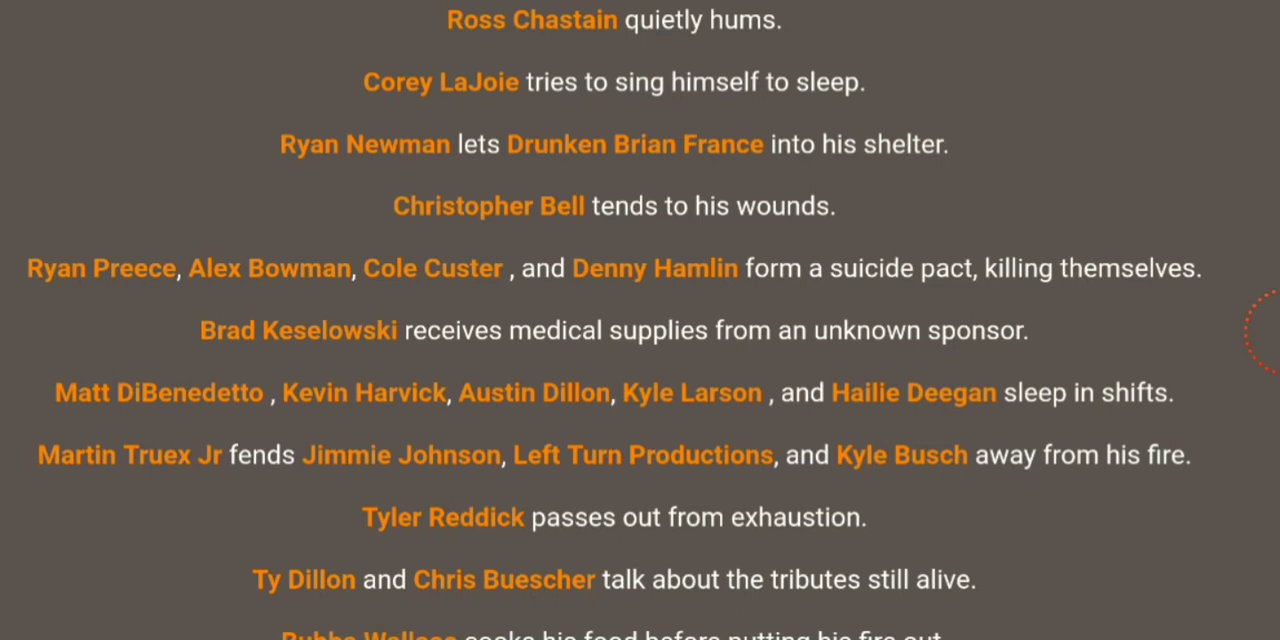 Ross Chastain quietly hums.
Corey LaJoie tries to sing himself to sleep.
Ryan Newman lets Drunken Brian France into his shelter.
Christopher Bell tends to his wounds.
Ryan Preece, Alex Bowman, Cole Custer , and Denny Hamlin form a suicide pact, killing themselves.
Brad Keselowski receives medical supplies from an unknown sponsor.
Matt DiBenedetto , Kevin Harvick, Austin Dillon, Kyle Larson , and Hailie Deegan sleep in shifts.
Martin Truex Jr fends Jimmie Johnson, Left Turn Productions, and Kyle Busch away from his fire.
Tyler Reddick passes out from exhaustion.
Ty Dillon and Chris Buescher talk about the tributes still alive.
Bubba Wallace cooks his food before putting his fire out.